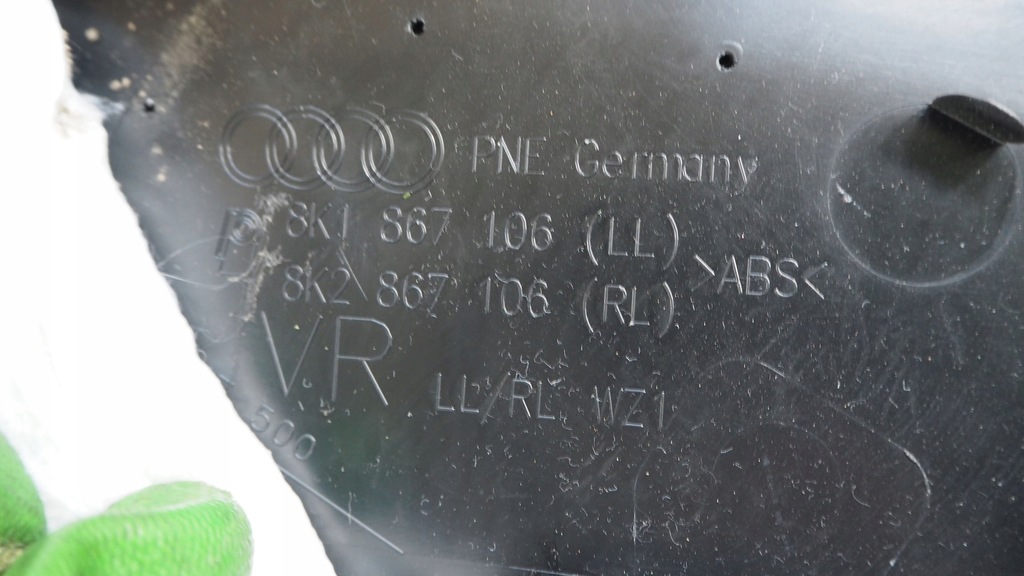 PNE Germany
8K1 867 106 (LL)
8K2 867 106 (RL)
>ABS<
VR
LL/RL WZ1
500